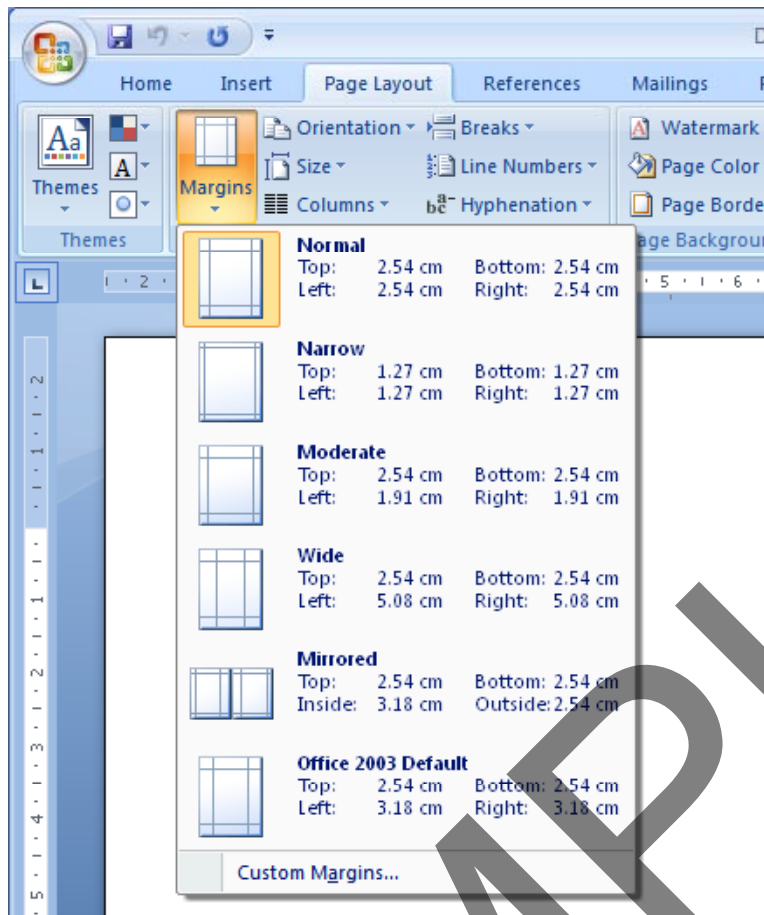 Home Insert Page Layout References Mailings
Aa Orientation Breaks Watermark
A Size Line Numbers Page Color
Themes Margins Columns Hyphenation Page Borde
Themes age Backgrou
L 2 5 1 6
Normal
Top: 2.54 cm Bottom: 2.54 cm
Left: 2.54 cm Right: 2.54 cm
Narrow
Top: 1.27 cm Bottom: 1.27 cm
Left: 1.27 cm Right: 1.27 cm
Moderate
Top: 2.54 cm Bottom: 2.54 cm
Left: 1.91 cm Right: 1.91 cm
Wide
Top: 2.54 cm Bottom: 2.54 cm
Left: 5.08 cm Right: 5.08 cm
Mirrored
Top: 2.54 cm Bottom: 2.54 cm
Inside: 3.18 cm Outside: 2.54 cm
Office 2003 Default
Top: 2.54 cm Bottom: 2.54 cm
Left: 3.18 cm Right: 3.18 cm
Custom Margins...